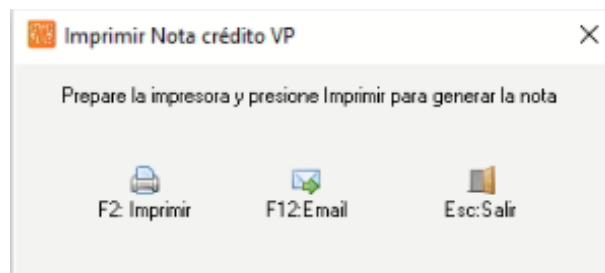 Imprimir Nota crédito VP
Prepare la impresora y presione Imprimir para generar la nota
F2: Imprimir F12:Email Esc:Salir